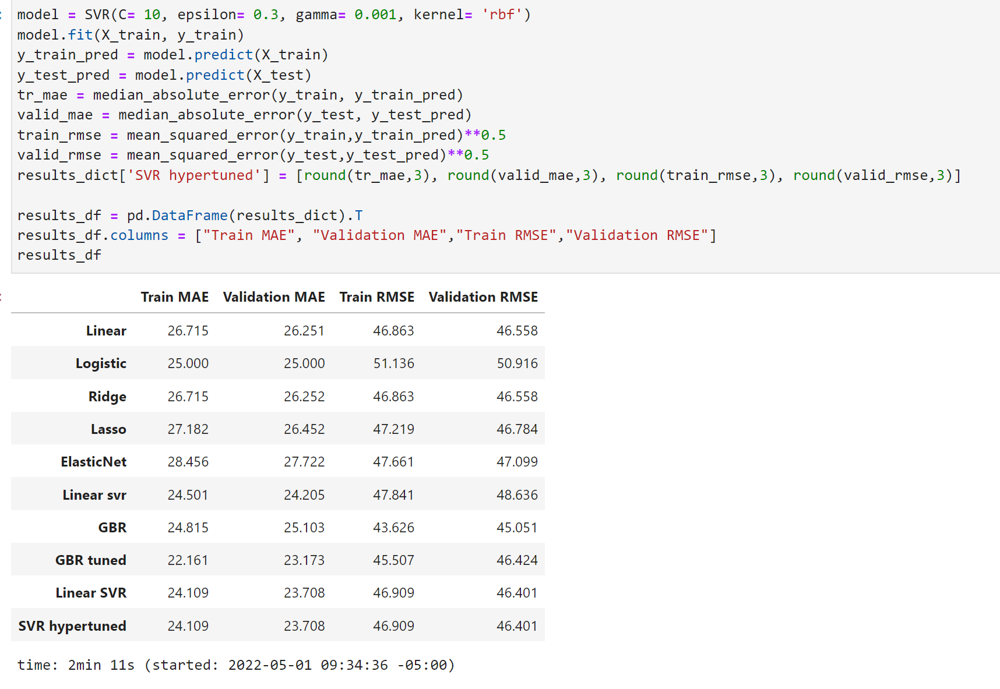 model = SVR(C= 10, epsilon= 0.3, gamma= 0.001, kernel= 'rbf')
model.fit(X_train, y_train)
y_train_pred = model.predict(X_train)
y_test_pred = model.predict(X_test)
tr_mae = median_absolute_error(y_train, y_train_pred)
valid_mae = median_absolute_error(y_test, y_test_pred)
train_rmse = mean_squared_error(y_train,y_train_pred)**0.5
valid_rmse = mean_squared_error(y_test,y_test_pred)**0.5
results_dict['SVR hypertuned'] = [round(tr_mae,3), round(valid_mae,3), round(train_rmse,3), round(valid_rmse,3)]
results_df = pd.DataFrame(results_dict).T
results_df.columns = ["Train MAE", "Validation MAE","Train RMSE","Validation RMSE"]
results_df
Train MAE Validation MAE Train RMSE Validation RMSE
Linear 26.715 26.251 46.863 46.558
Logistic 25.000 25.000 51.136 50.916
Ridge 26.715 26.252 46.863 46.558
Lasso 27.182 26.452 47.219 46.784
ElasticNet 28.456 27.722 47.661 47.099
Linear svr 24.501 24.205 47.841 48.636
GBR 24.815 25.103 43.626 45.051
GBR tuned 22.161 23.173 45.507 46.424
Linear SVR 24.109 23.708 46.909 46.401
SVR hypertuned 24.109 23.708 46.909 46.401
time: 2min 11s (started: 2022-05-01 09:34:36 -05:00)